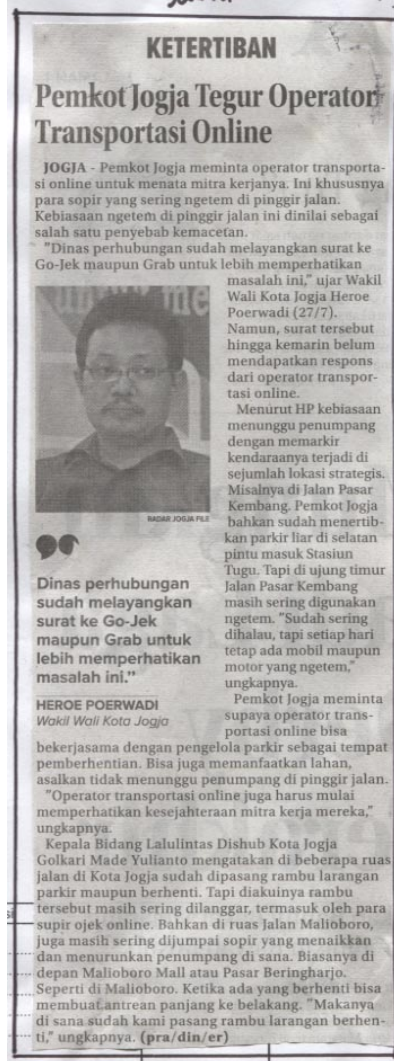 KETERTIBAN
Pemkot Jogja Tegur Operator
Transportasi Online
JOGJA - Pemkot Jogja meminta operator transporta-
si online untuk menata mitra kerjanya. Ini khususnya
para sopir yang sering ngetem di pinggir jalan.
Kebiasaan ngetem di pinggir jalan ini dinilai sebagai
salah satu penyebab kemacetan.
"Dinas perhubungan sudah melayangkan surat ke
Go-Jek maupun Grab untuk lebih memperhatikan
masalah ini," ujar Wakil
Wali Kota Jogja Heroe
Poerwadi (27/7).
Namun, surat tersebut
hingga kemarin belum
mendapatkan respons
dari operator transpor-
tasi online.
Menurut HP kebiasaan
menunggu penumpang
dengan memarkir
kendaraanya terjadi di
sejumlah lokasi strategis.
Misalnya di Jalan Pasar
Kembang. Pemkot Jogja
bahkan sudah menertib-
kan parkir liar di selatan
pintu masuk Stasiun
Tugu. Tapi di ujung timur
Jalan Pasar Kembang
masih sering digunakan
ngetem. "Sudah sering
dihalau, tapi setiap hari
tetap ada mobil maupun
motor yang ngetem,"
ungkapnya.
Pemkot Jogja meminta
supaya operator trans-
portasi online bisa
bekerjasama dengan pengelola parkir sebagai tempat
pemberhentian. Bisa juga memanfaatkan lahan,
asalkan tidak menunggu penumpang di pinggir jalan.
"Operator transportasi online juga harus mulai
memperhatikan kesejahteraan mitra kerja mereka,"
ungkapnya.
Kepala Bidang Lalulintas Dishub Kota Jogja
Golkari Made Yulianto mengatakan di beberapa ruas
jalan di Kota Jogja sudah dipasang rambu larangan
parkir maupun berhenti. Tapi diakuinya rambu
tersebut masih sering dilanggar, termasuk oleh para
supir ojek online. Bahkan di ruas Jalan Malioboro,
juga masih sering dijumpai sopir yang menaikkan
dan menurunkan penumpang di sana. Biasanya di
depan Malioboro Mall atau Pasar Beringharjo.
Seperti di Malioboro. Ketika ada yang berhenti bisa
membuat antrean panjang ke belakang. "Makanya
di sana sudah kami pasang rambu larangan berhen-
ti," ungkapnya. (pra/din/er)
RADAR JOGJA FILE
Dinas perhubungan
sudah melayangkan
surat ke Go-Jek
maupun Grab untuk
lebih memperhatikan
masalah ini."
HEROE POERWADI
Wakil Wali Kota Jogja